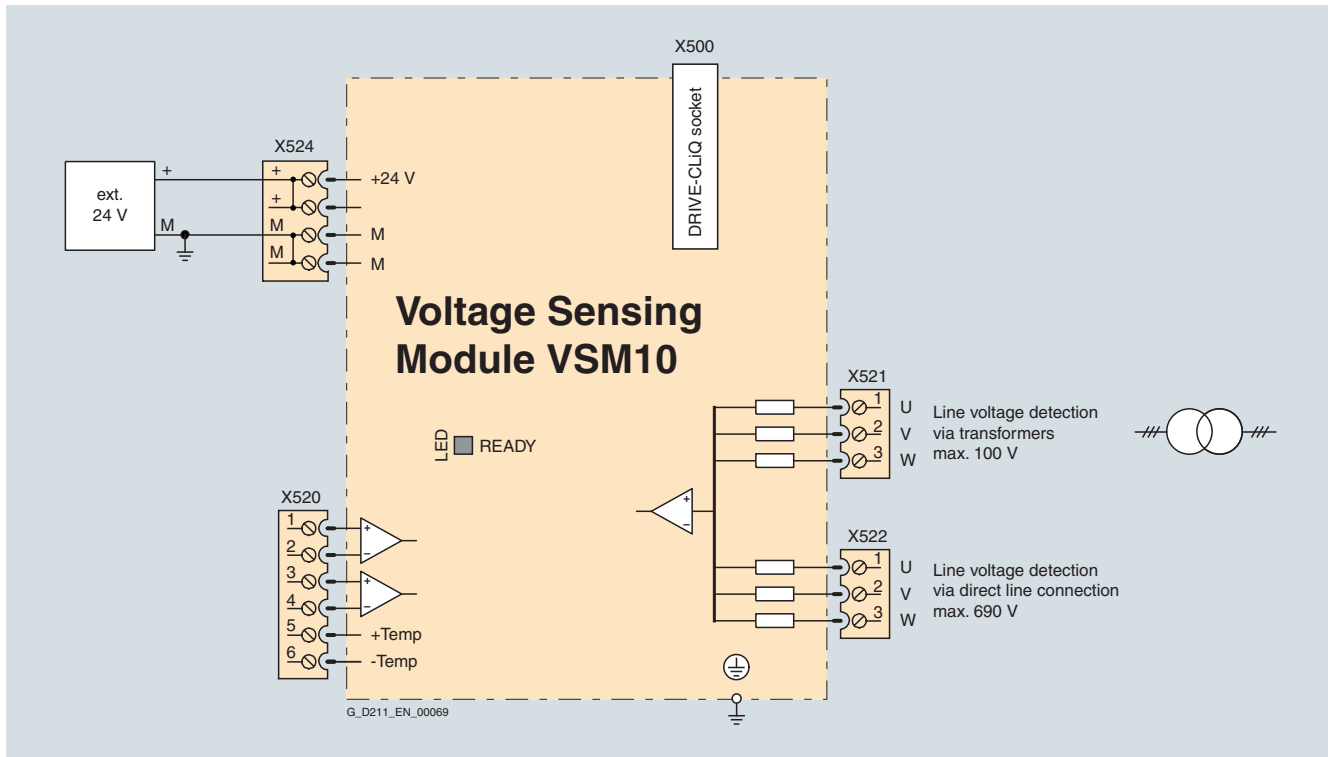 X500
DRIVE-CLiQ socket
X524
ext.
24 V
+
M
+
+
M
M
+24 V
M
M
Voltage Sensing
Module VSM10
LED
READY
X521
1
2
3
U
V
W
Line voltage detection
via transformers
max. 100 V
X520
1
2
3
4
5
6
+
–
+
–
+Temp
-Temp
+
–
X522
1
2
3
U
V
W
Line voltage detection
via direct line connection
max. 690 V
G_D211_EN_00069